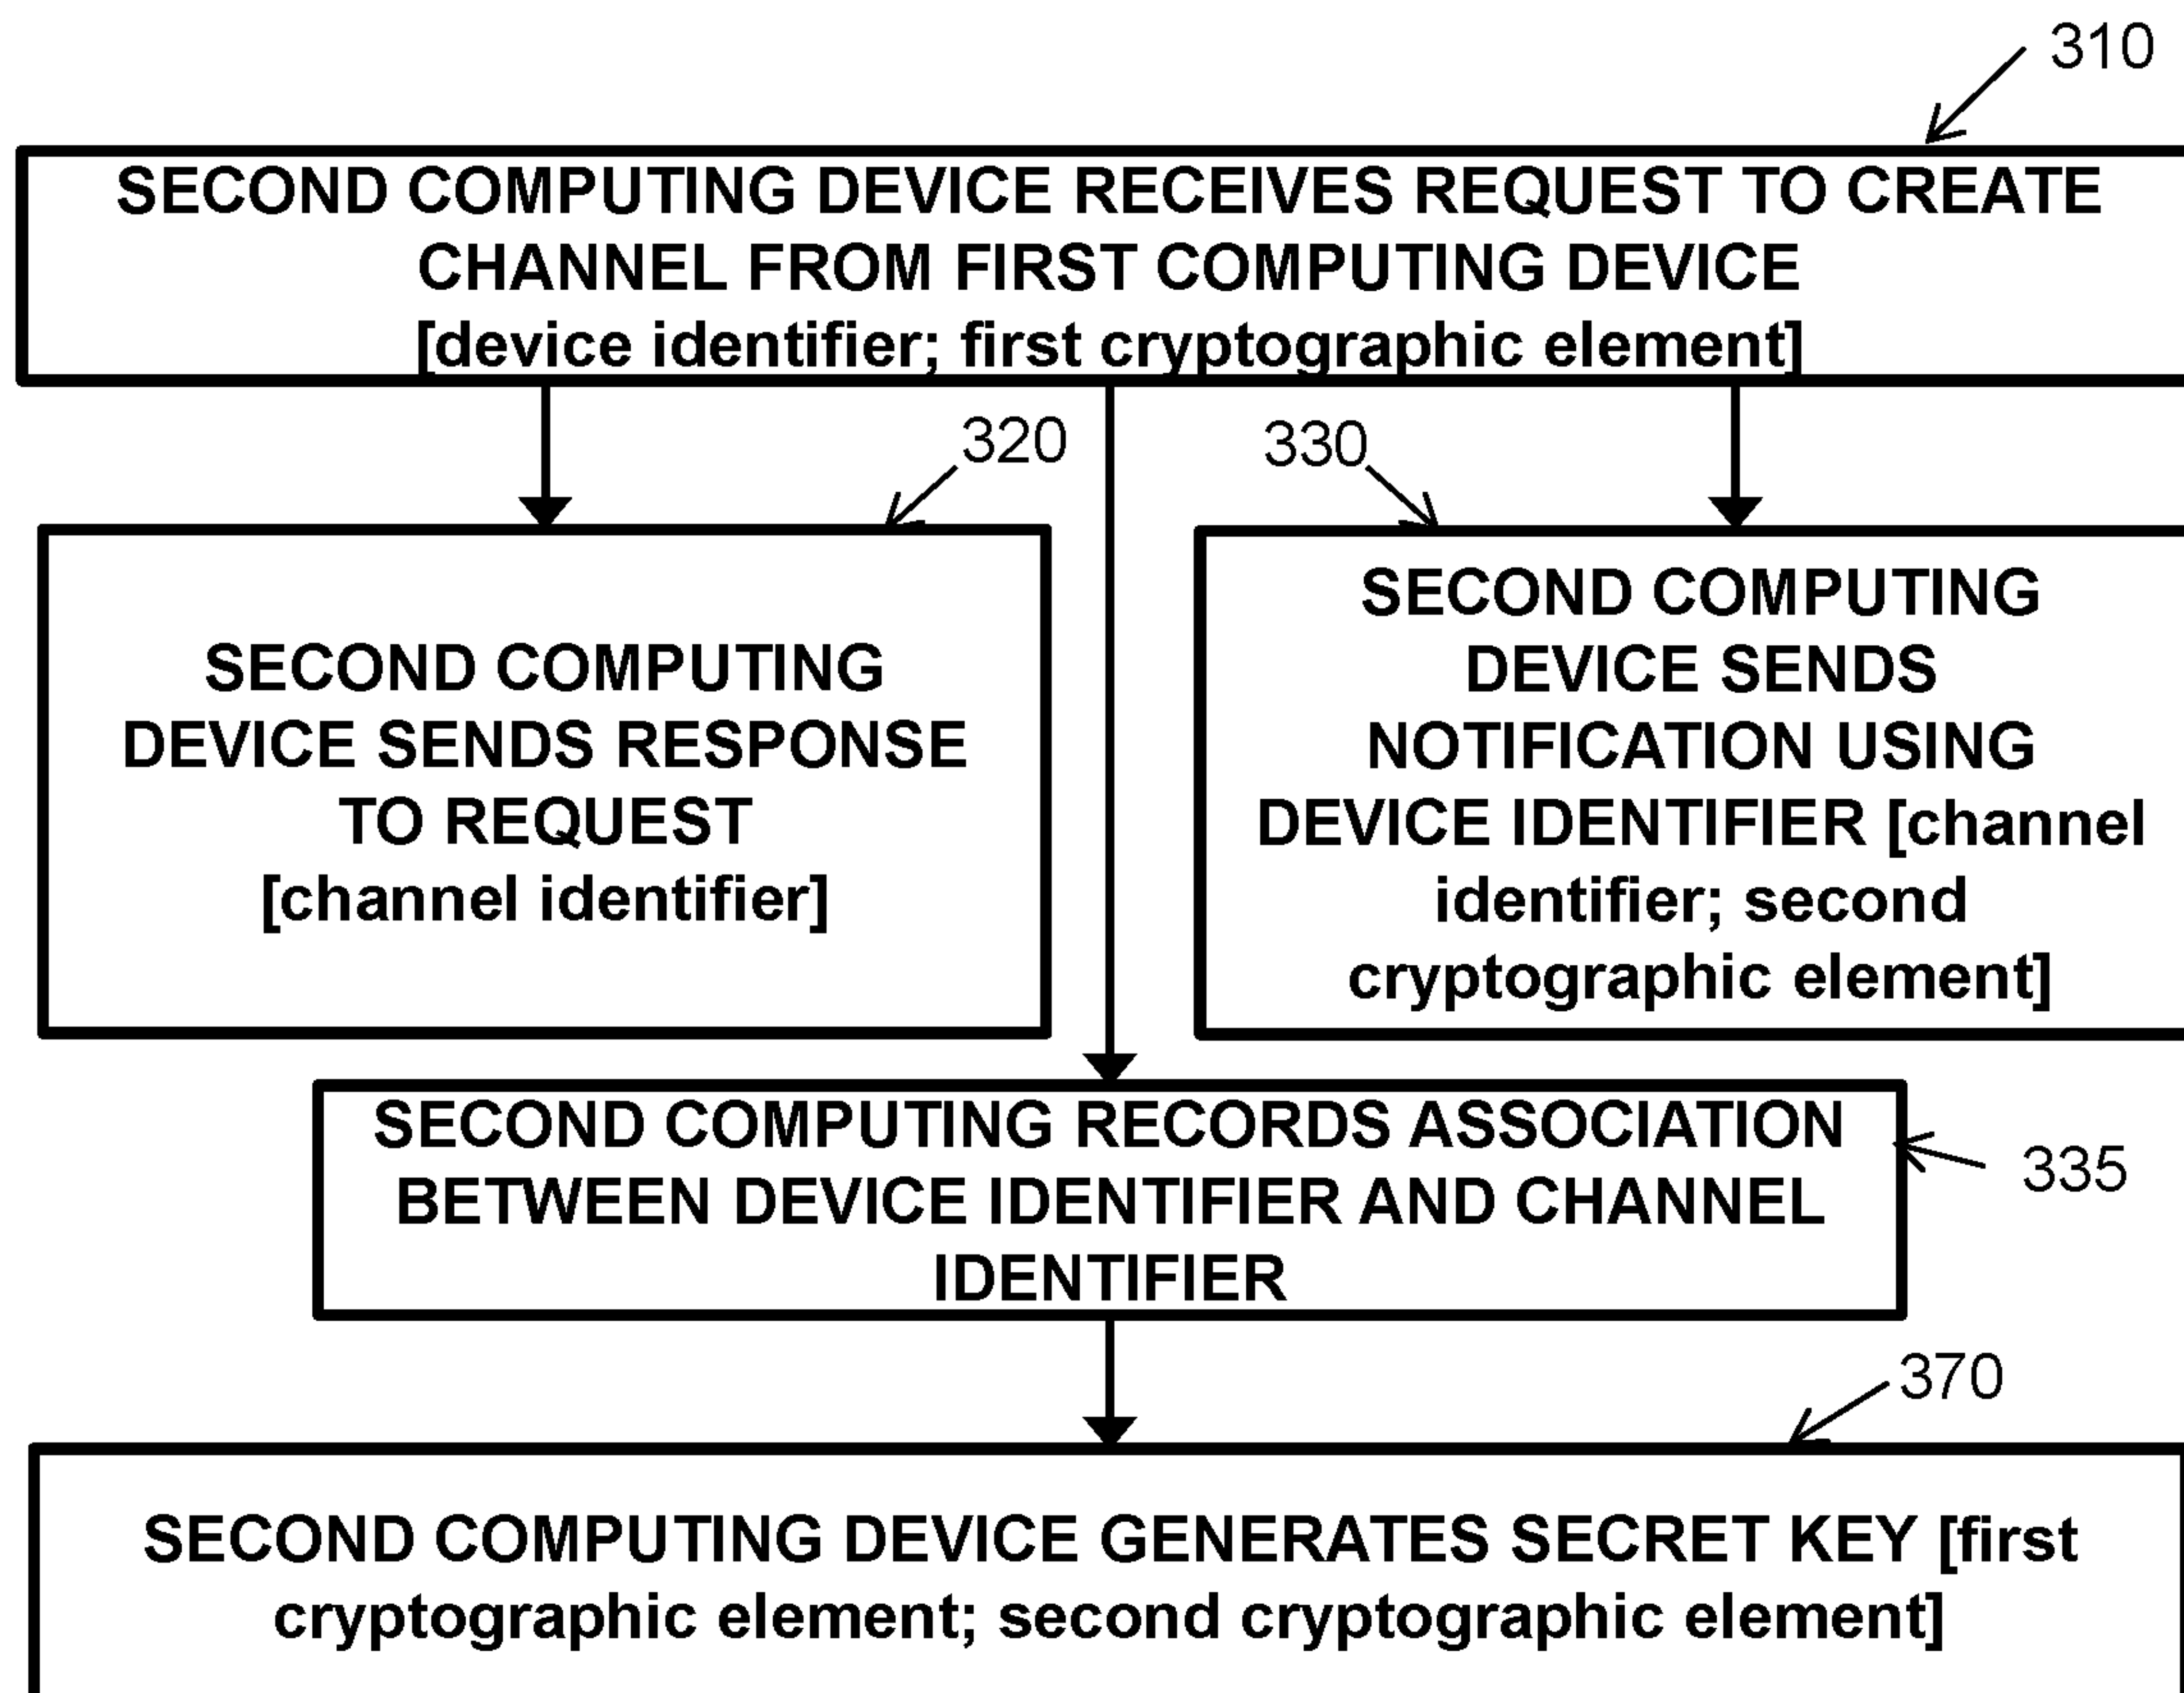 310
SECOND COMPUTING DEVICE RECEIVES REQUEST TO CREATE
CHANNEL FROM FIRST COMPUTING DEVICE
[device identifier; first cryptographic element]
320
330
SECOND COMPUTING
DEVICE SENDS RESPONSE
TO REQUEST
[channel identifier]
SECOND COMPUTING
DEVICE SENDS
NOTIFICATION USING
DEVICE IDENTIFIER [channel
identifier; second
cryptographic element]
SECOND COMPUTING RECORDS ASSOCIATION
BETWEEN DEVICE IDENTIFIER AND CHANNEL
IDENTIFIER
335
370
SECOND COMPUTING DEVICE GENERATES SECRET KEY [first
cryptographic element; second cryptographic element]